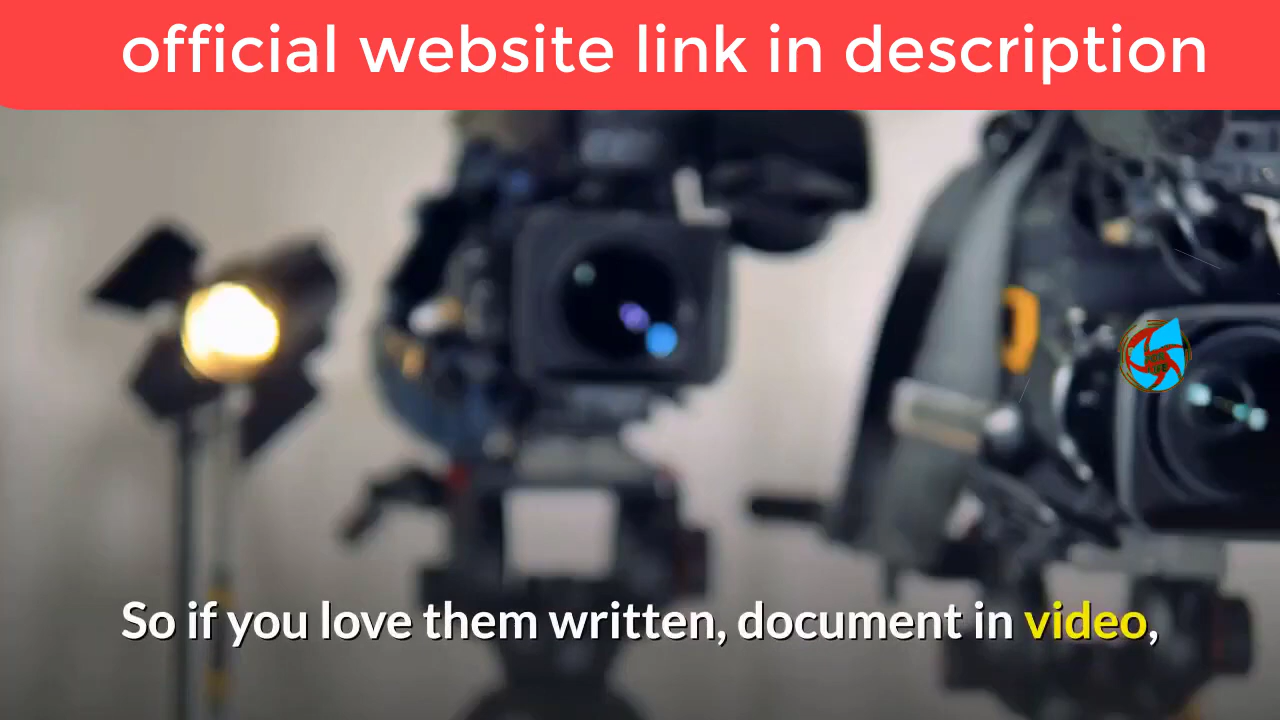 official website link in description
So if you love them written, document in video,